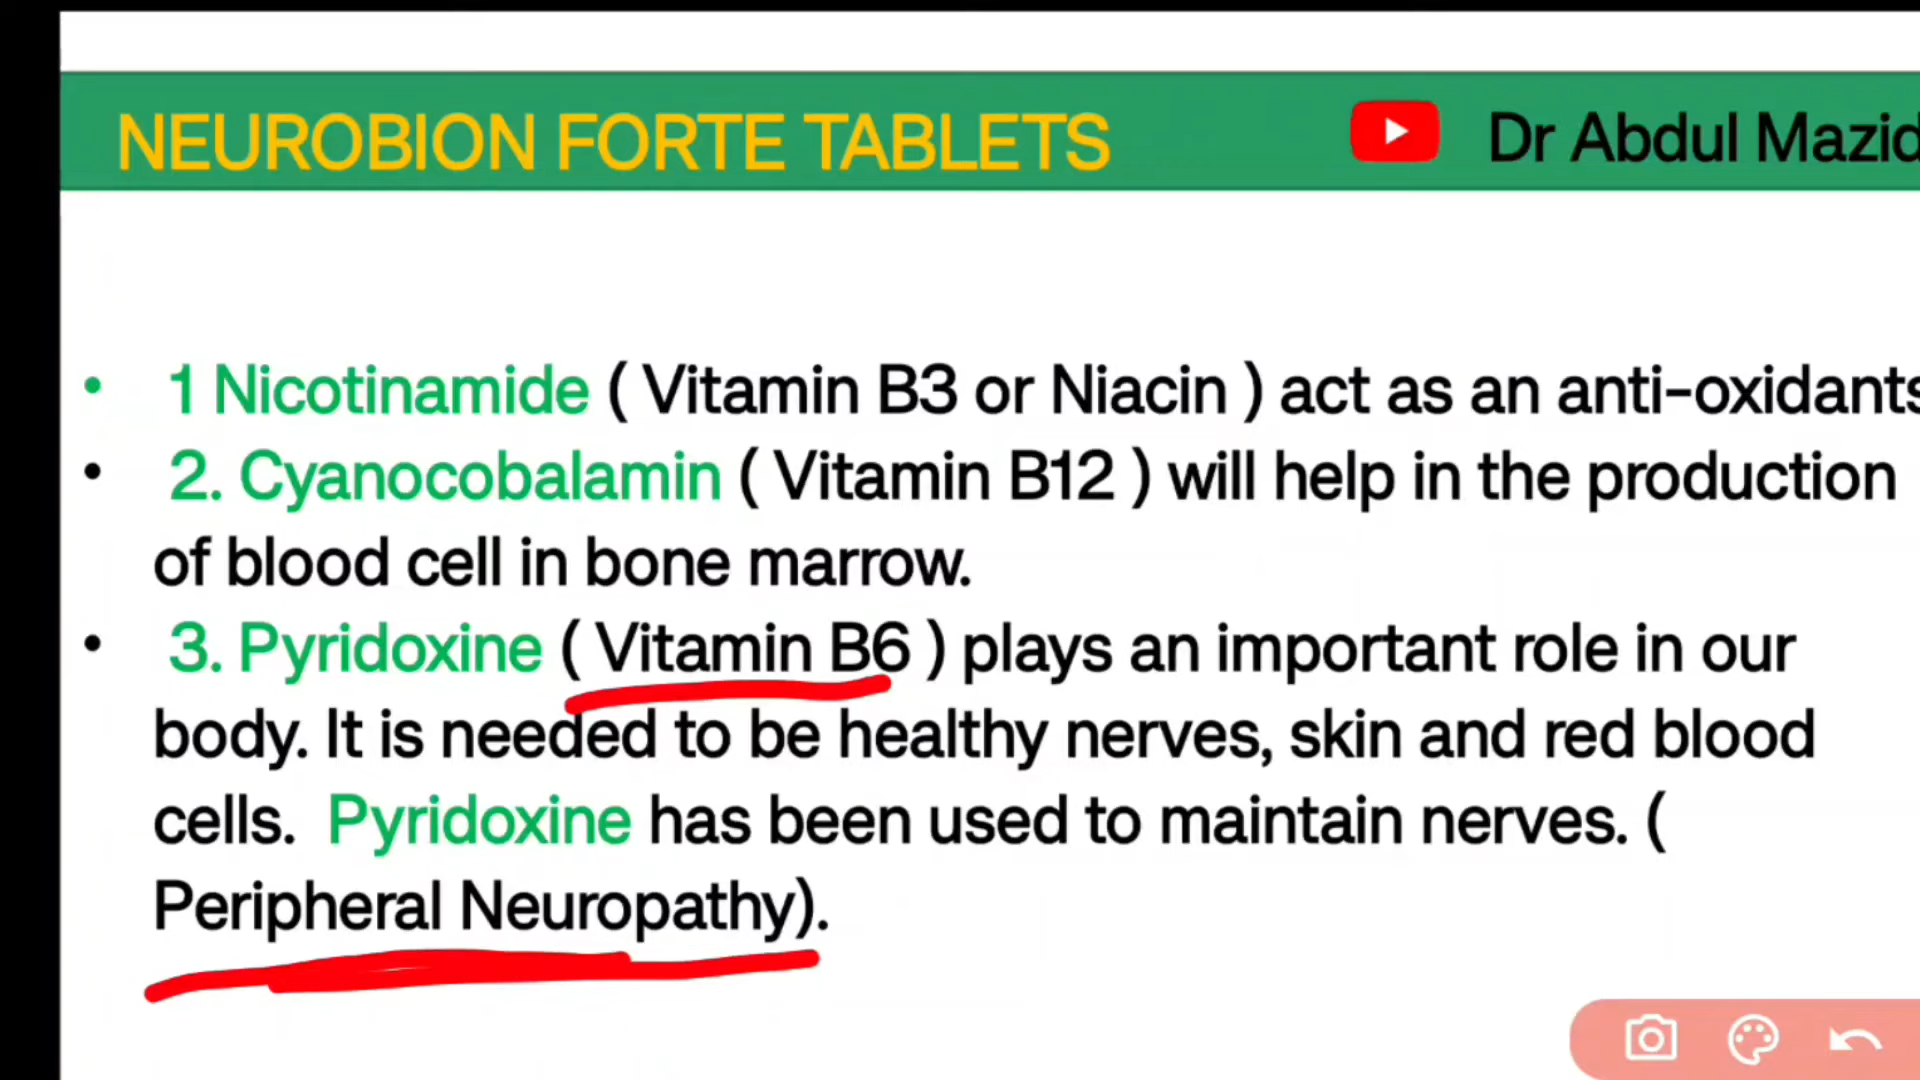 NEUROBION FORTE TABLETS
Dr Abdul Mazid
• 1 Nicotinamide ( Vitamin B3 or Niacin ) act as an anti-oxidants
• 2. Cyanocobalamin ( Vitamin B12 ) will help in the production
of blood cell in bone marrow.
• 3. Pyridoxine ( Vitamin B6 ) plays an important role in our
body. It is needed to be healthy nerves, skin and red blood
cells. Pyridoxine has been used to maintain nerves. (
Peripheral Neuropathy).